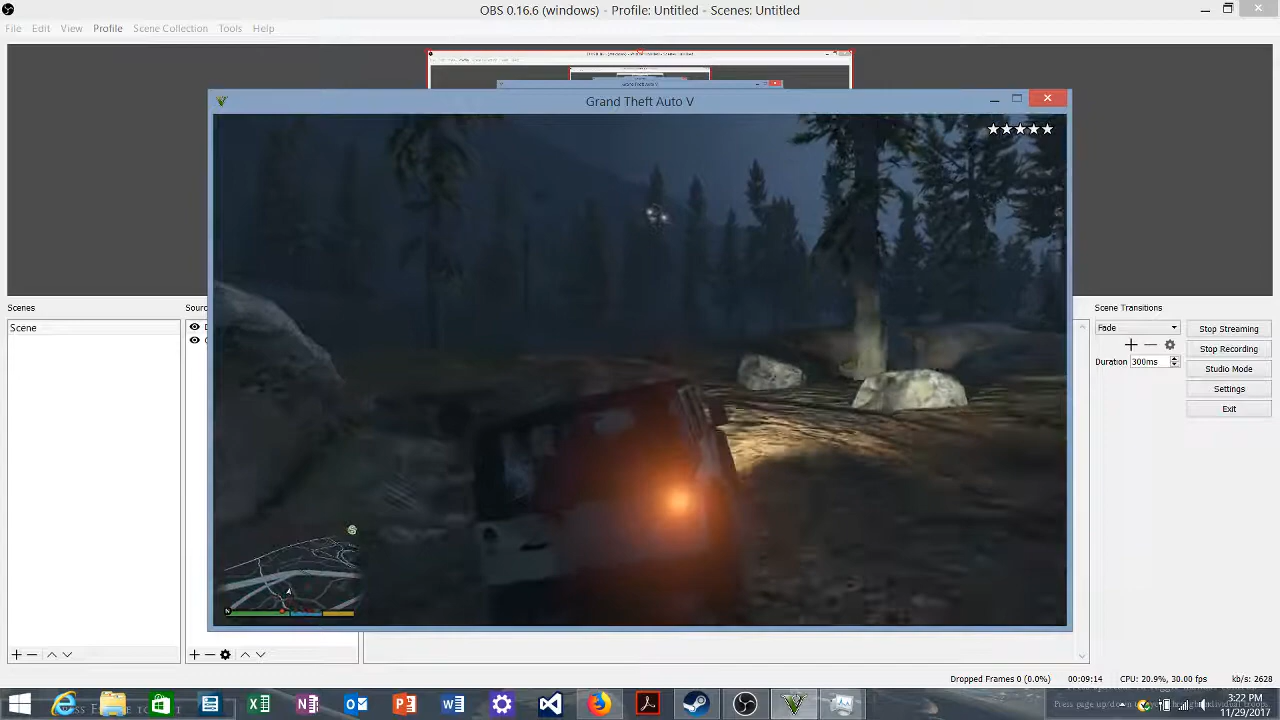 OBS 0.16.6 (windows) - Profile: Untitled - Scenes: Untitled
File Edit View Profile Scene Collection Tools Help
Grand Theft Auto V
Scenes
Scene
Scene Transitions
Fade
Duration 300ms
Stop Streaming
Stop Recording
Studio Mode
Settings
Exit
N
Dropped Frames 0 (0.0%) 00:09:14 CPU: 20.9%, 30.00 fps kb/s: 2628
3:22 PM
11/29/2017